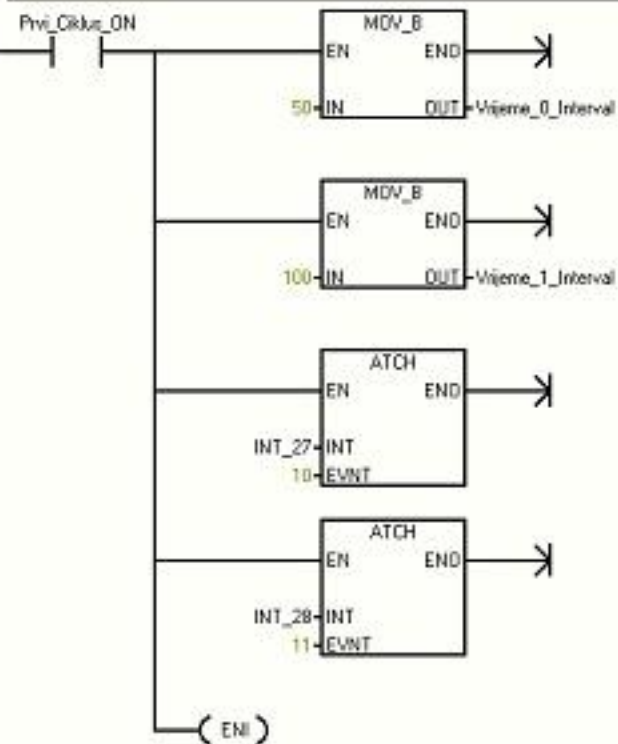 Prvi_Ciklus_ON
MOV_B
EN ENO
50 IN OUT Vrijeme_0_Interval
MOV_B
EN ENO
100 IN OUT Vrijeme_1_Interval
ATCH
EN ENO
INT_27 INT
10 EVNT
ATCH
EN ENO
INT_28 INT
11 EVNT
ENI